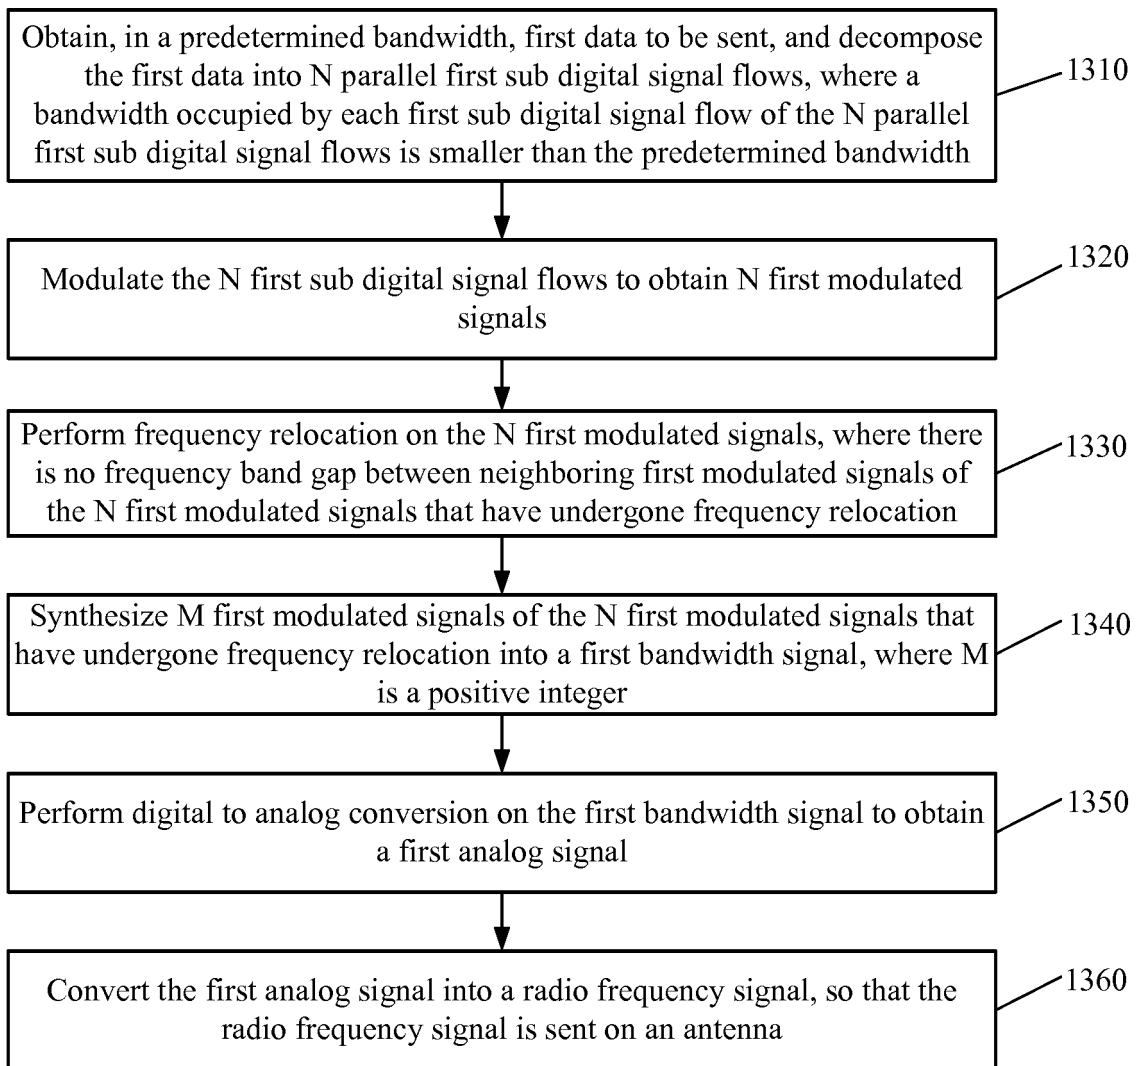 Obtain, in a predetermined bandwidth, first data to be sent, and decompose
the first data into N parallel first sub digital signal flows, where a
bandwidth occupied by each first sub digital signal flow of the N parallel
first sub digital signal flows is smaller than the predetermined bandwidth
1310
Modulate the N first sub digital signal flows to obtain N first modulated
signals
1320
Perform frequency relocation on the N first modulated signals, where there
is no frequency band gap between neighboring first modulated signals of
the N first modulated signals that have undergone frequency relocation
1330
Synthesize M first modulated signals of the N first modulated signals that
have undergone frequency relocation into a first bandwidth signal, where M
is a positive integer
1340
Perform digital to analog conversion on the first bandwidth signal to obtain
a first analog signal
1350
Convert the first analog signal into a radio frequency signal, so that the
radio frequency signal is sent on an antenna
1360